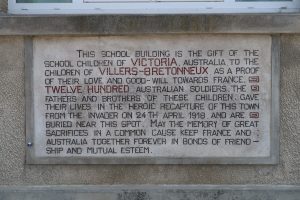 THIS SCHOOL BUILDING IS THE GIFT OF THE
SCHOOL CHILDREN OF VICTORIA, AUSTRALIA TO THE
CHILDREN OF VILLERS-BRETONNEUX AS A PROOF
OF THEIR LOVE AND GOOD-WILL TOWARDS FRANCE.
TWELVE HUNDRED AUSTRALIAN SOLDIERS, THE
FATHERS AND BROTHERS OF THESE CHILDREN, GAVE
THEIR LIVES IN THE HEROIC RECAPTURE OF THIS TOWN
FROM THE INVADER ON 24TH APRIL 1918 AND ARE
BURIED NEAR THIS SPOT. MAY THE MEMORY OF GREAT
SACRIFICES IN A COMMON CAUSE KEEP FRANCE AND
AUSTRALIA TOGETHER FOREVER IN BONDS OF FRIEND-
SHIP AND MUTUAL ESTEEM.